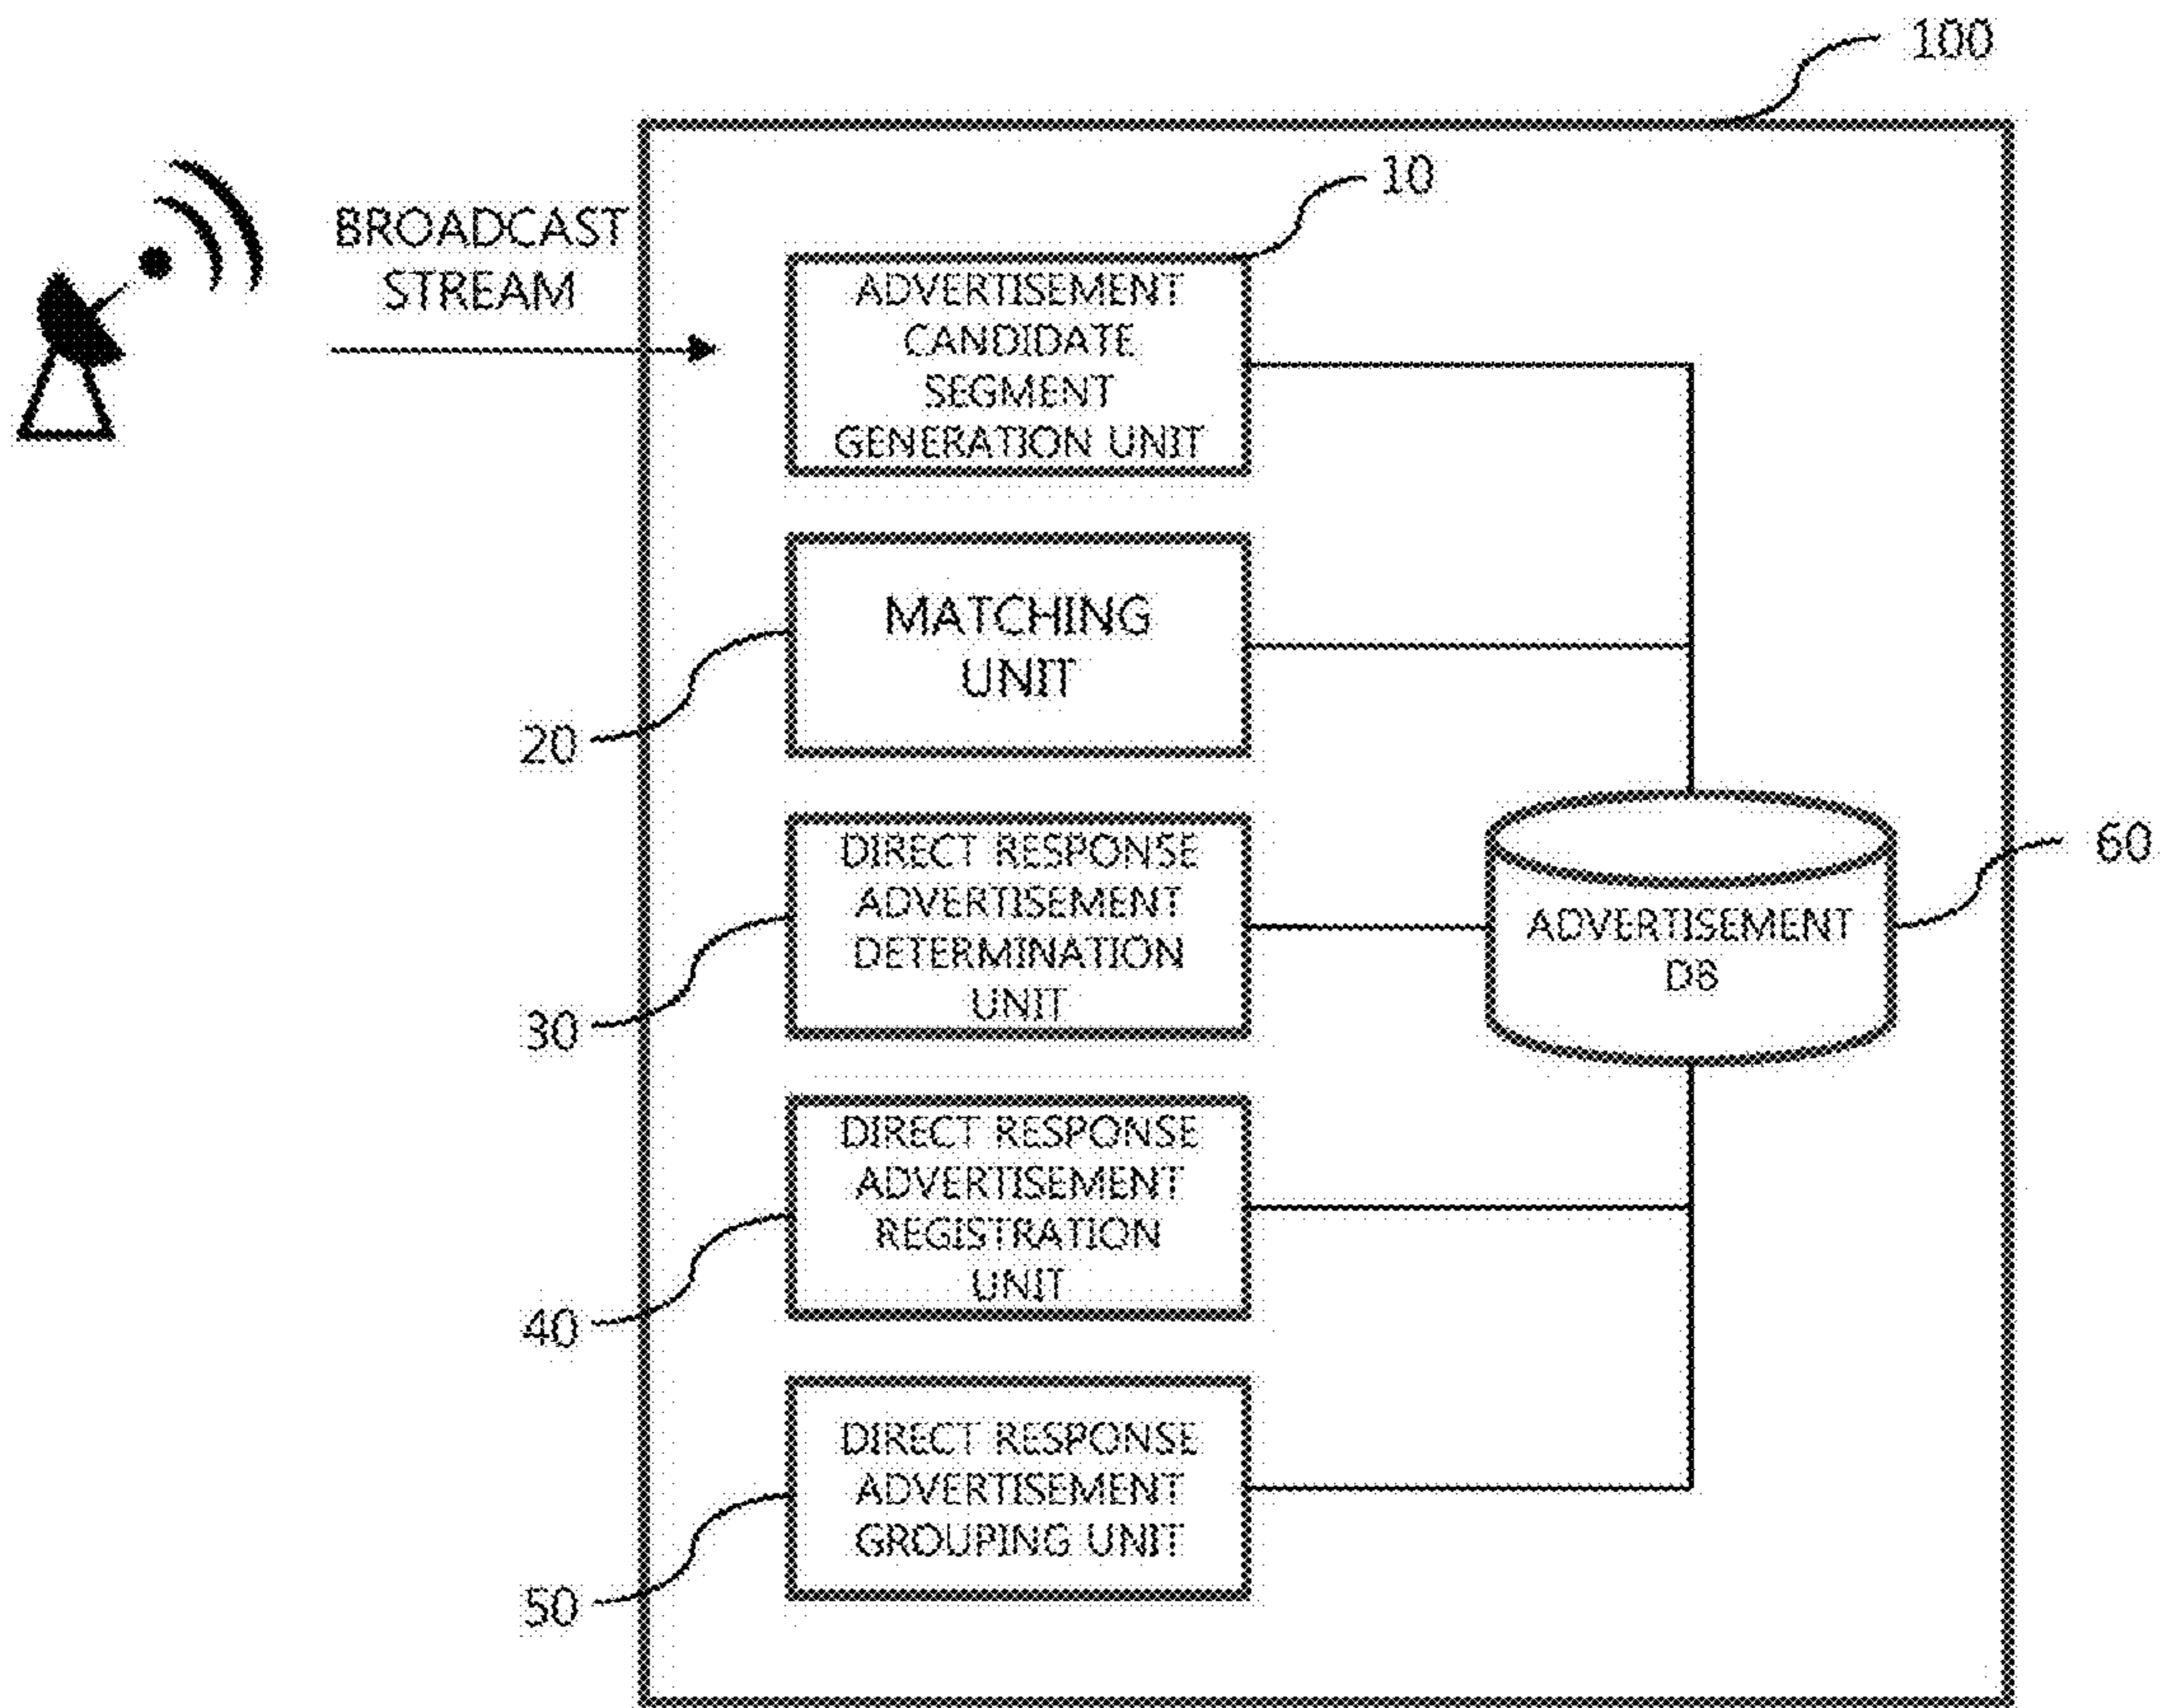 100
10
BROADCAST
STREAM
ADVERTISEMENT
CANDIDATE
SEGMENT
GENERATION UNIT
MATCHING
UNIT
20
DIRECT RESPONSE
ADVERTISEMENT
DETERMINATION
UNIT
30
60
ADVERTISEMENT
DB
DIRECT RESPONSE
ADVERTISEMENT
REGISTRATION
UNIT
40
DIRECT RESPONSE
ADVERTISEMENT
GROUPING UNIT
50